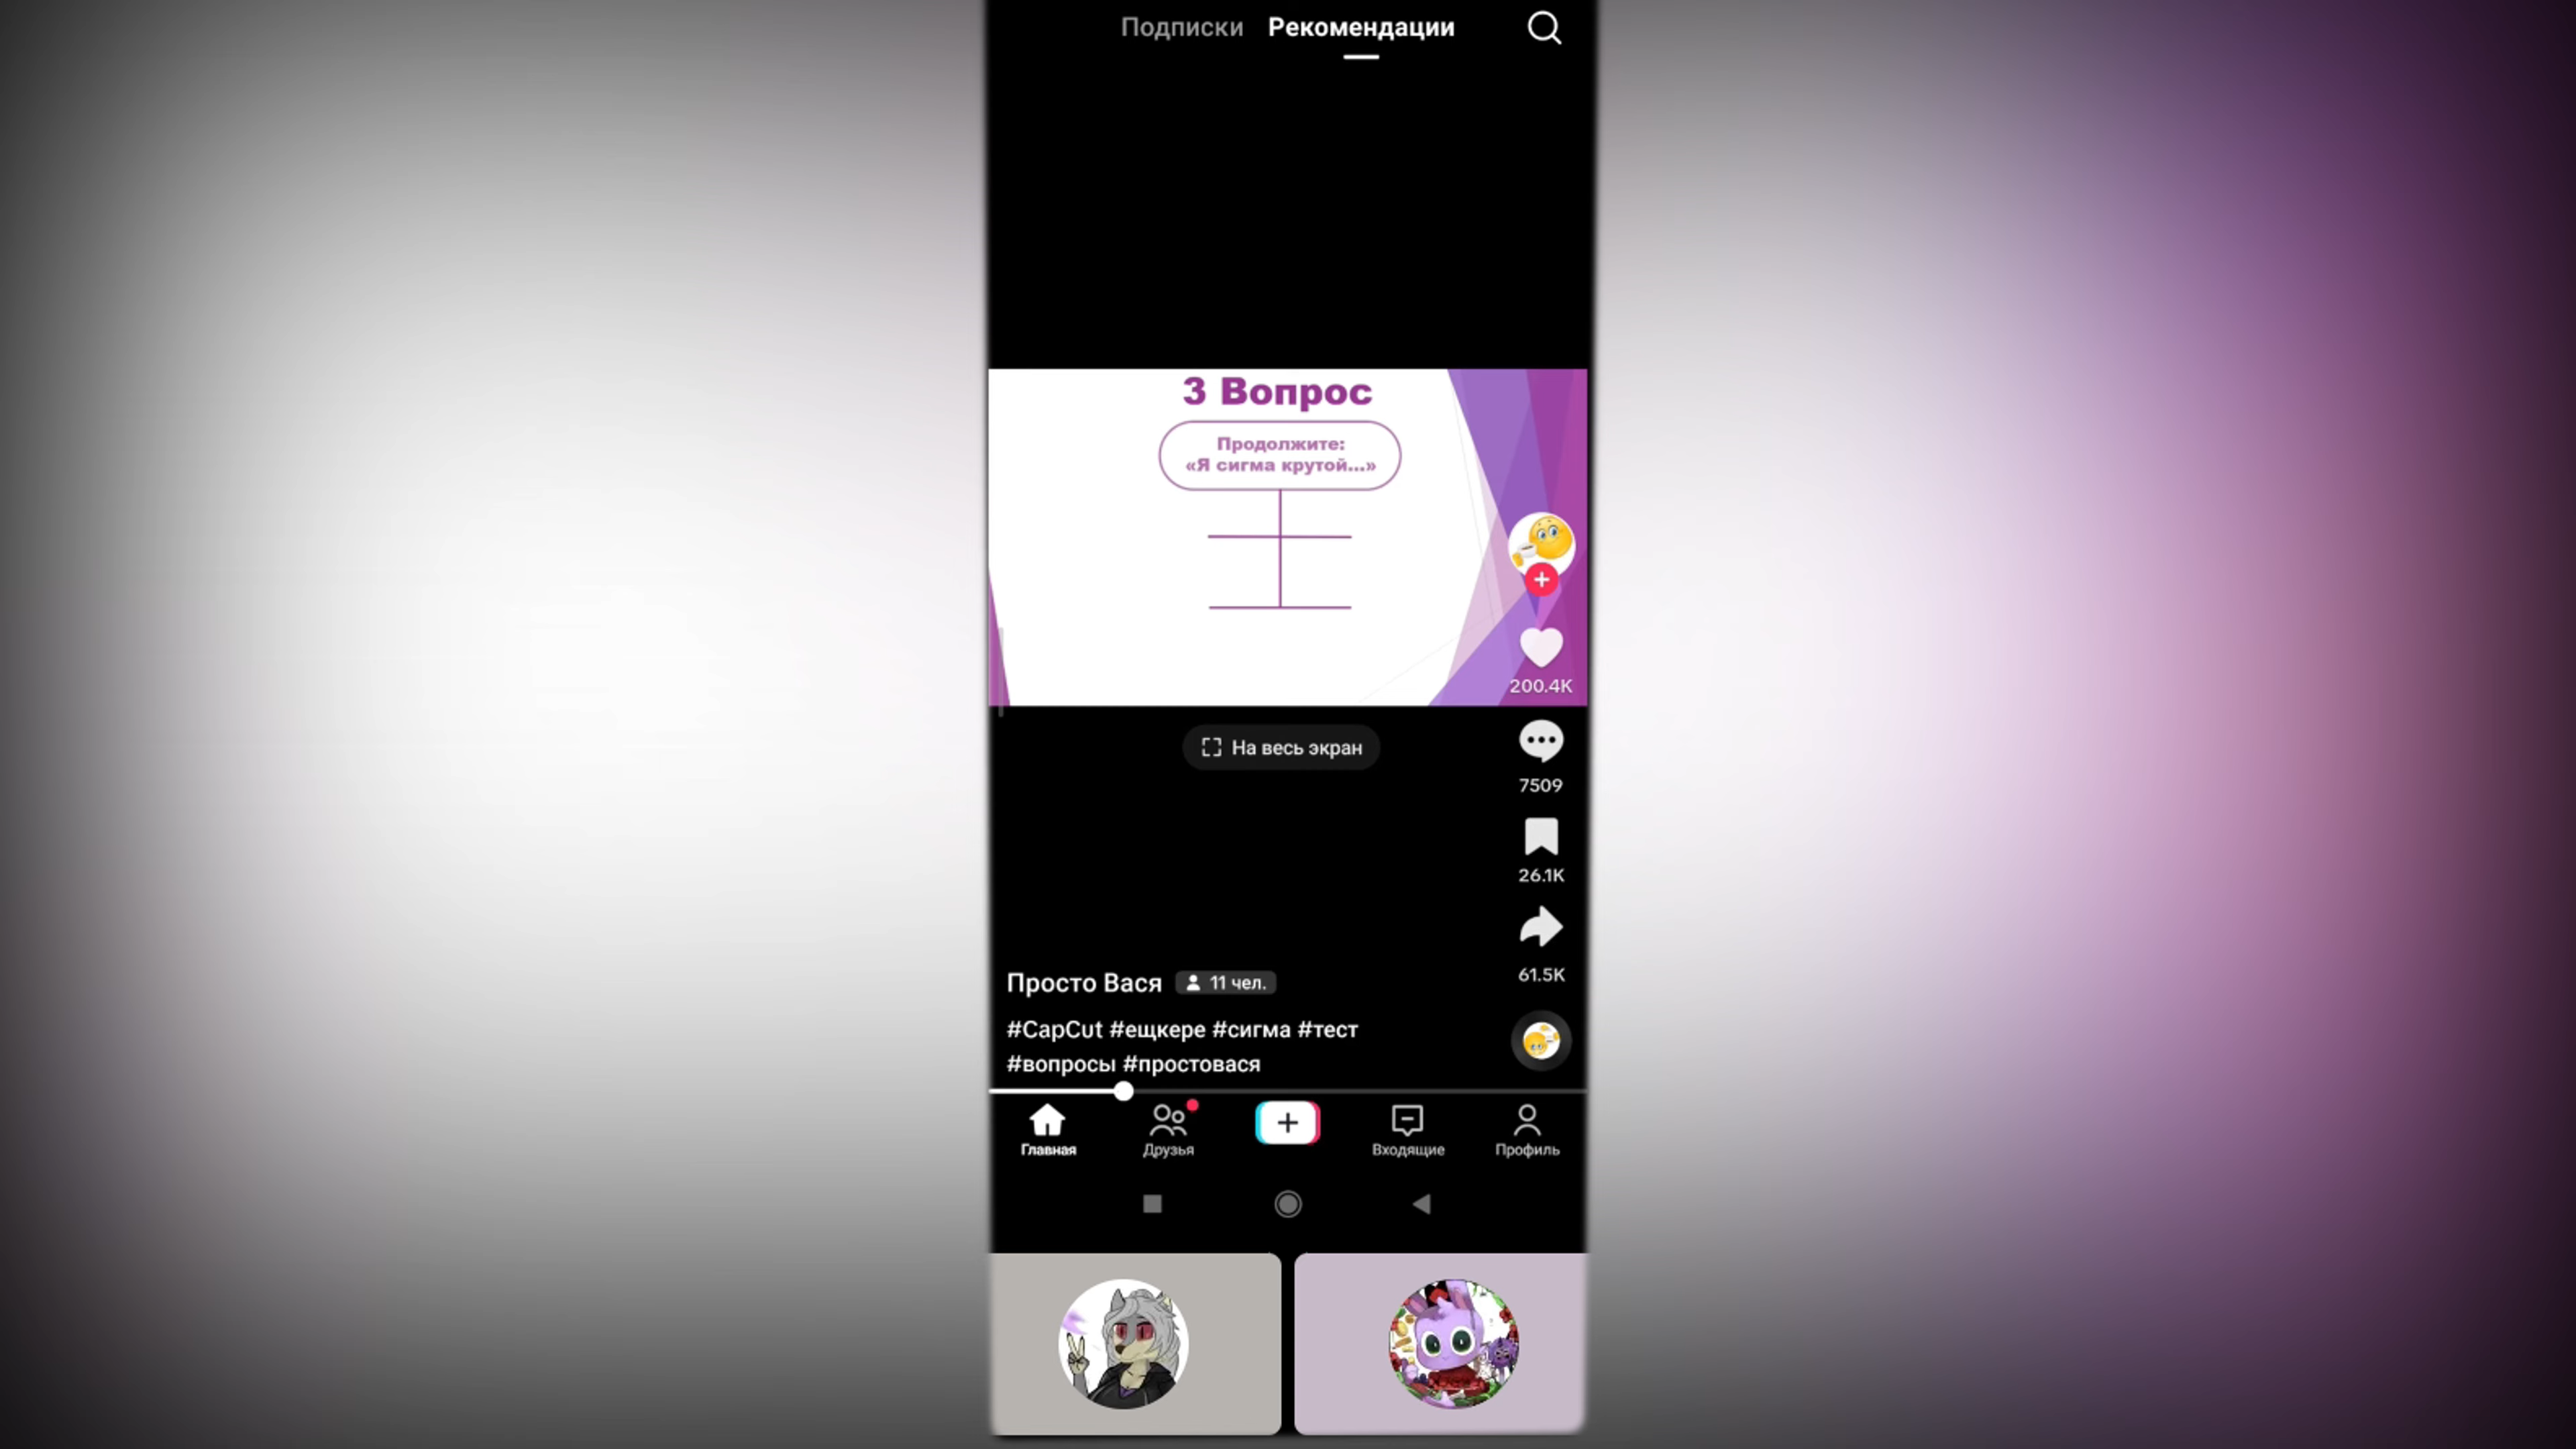 Подписки Рекомендации
3 Вопрос
Продолжите:
«Я сигма крутой...»
200.4K
На весь экран
7509
26.1K
61.5K
Просто Вася 11 чел.
#CapCut #ещкере #сигма #тест
#вопросы #простовася
Главная Друзья Входящие Профиль